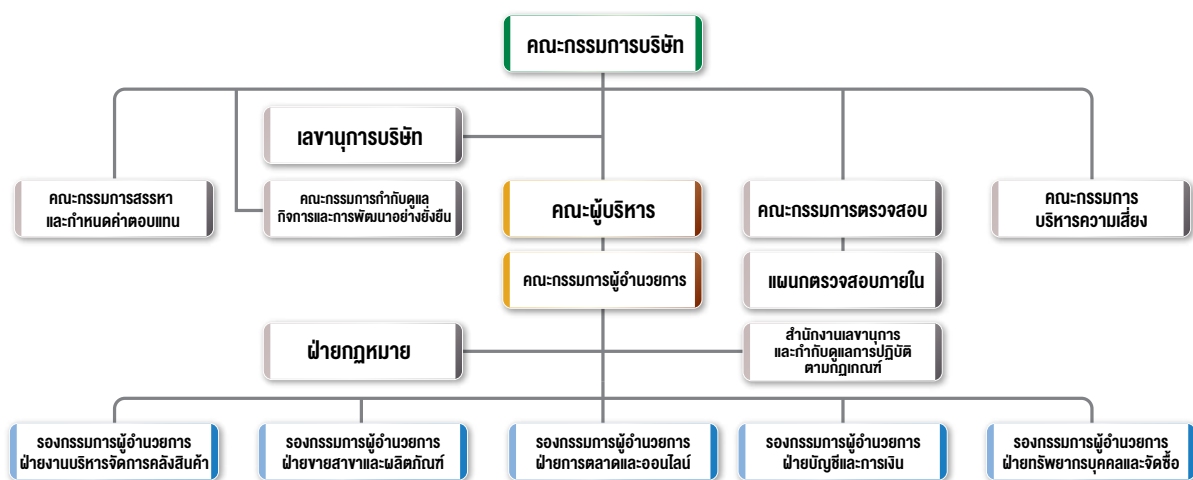 คณะกรรมการบริษัท
เลขานุการบริษัท
คณะกรรมการสรรหา
และกำหนดค่าตอบแทน
คณะกรรมการกำกับดูแล
กิจการและการพัฒนาอย่างยั่งยืน
คณะผู้บริหาร
คณะกรรมการตรวจสอบ
คณะกรรมการ
บริหารความเสี่ยง
คณะกรรมการผู้อำนวยการ
แผนกตรวจสอบภายใน
ฝ่ายกฎหมาย
สำนักงานเลขานุการ
และกำกับดูแลการปฏิบัติ
ตามกฎเกณฑ์
รองกรรมการผู้อำนวยการ
ฝ่ายงานบริหารจัดการคลังสินค้า
รองกรรมการผู้อำนวยการ
ฝ่ายขายสาขาและผลิตภัณฑ์
รองกรรมการผู้อำนวยการ
ฝ่ายการตลาดและออนไลน์
รองกรรมการผู้อำนวยการ
ฝ่ายบัญชีและการเงิน
รองกรรมการผู้อำนวยการ
ฝ่ายทรัพยากรบุคคลและจัดซื้อ